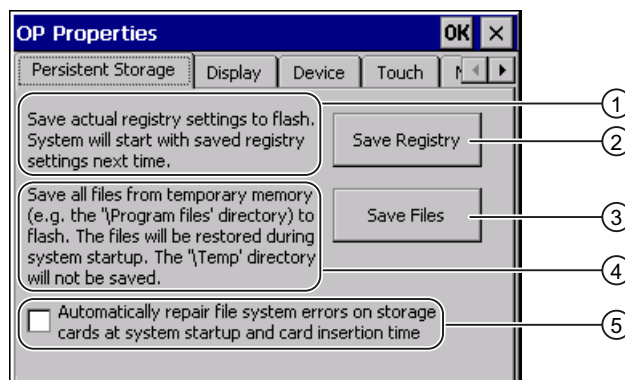 OP Properties OK ×
Persistent Storage Display Device Touch
Save actual registry settings to flash.
System will start with saved registry
settings next time.
Save Registry
Save all files from temporary memory
(e.g. the "\Program files' directory) to
flash. The files will be restored during
system startup. The "\Temp' directory
will not be saved.
Save Files
Automatically repair file system errors on storage
cards at system startup and card insertion time
1
2
3
4
5